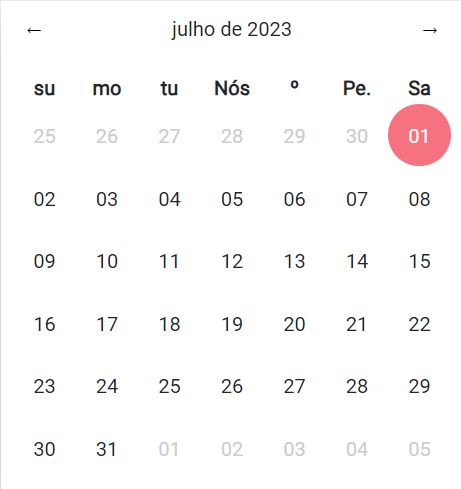 ← julho de 2023 →
su mo tu Nós º Pe. Sa
25 26 27 28 29 30 01
02 03 04 05 06 07 08
09 10 11 12 13 14 15
16 17 18 19 20 21 22
23 24 25 26 27 28 29
30 31 01 02 03 04 05